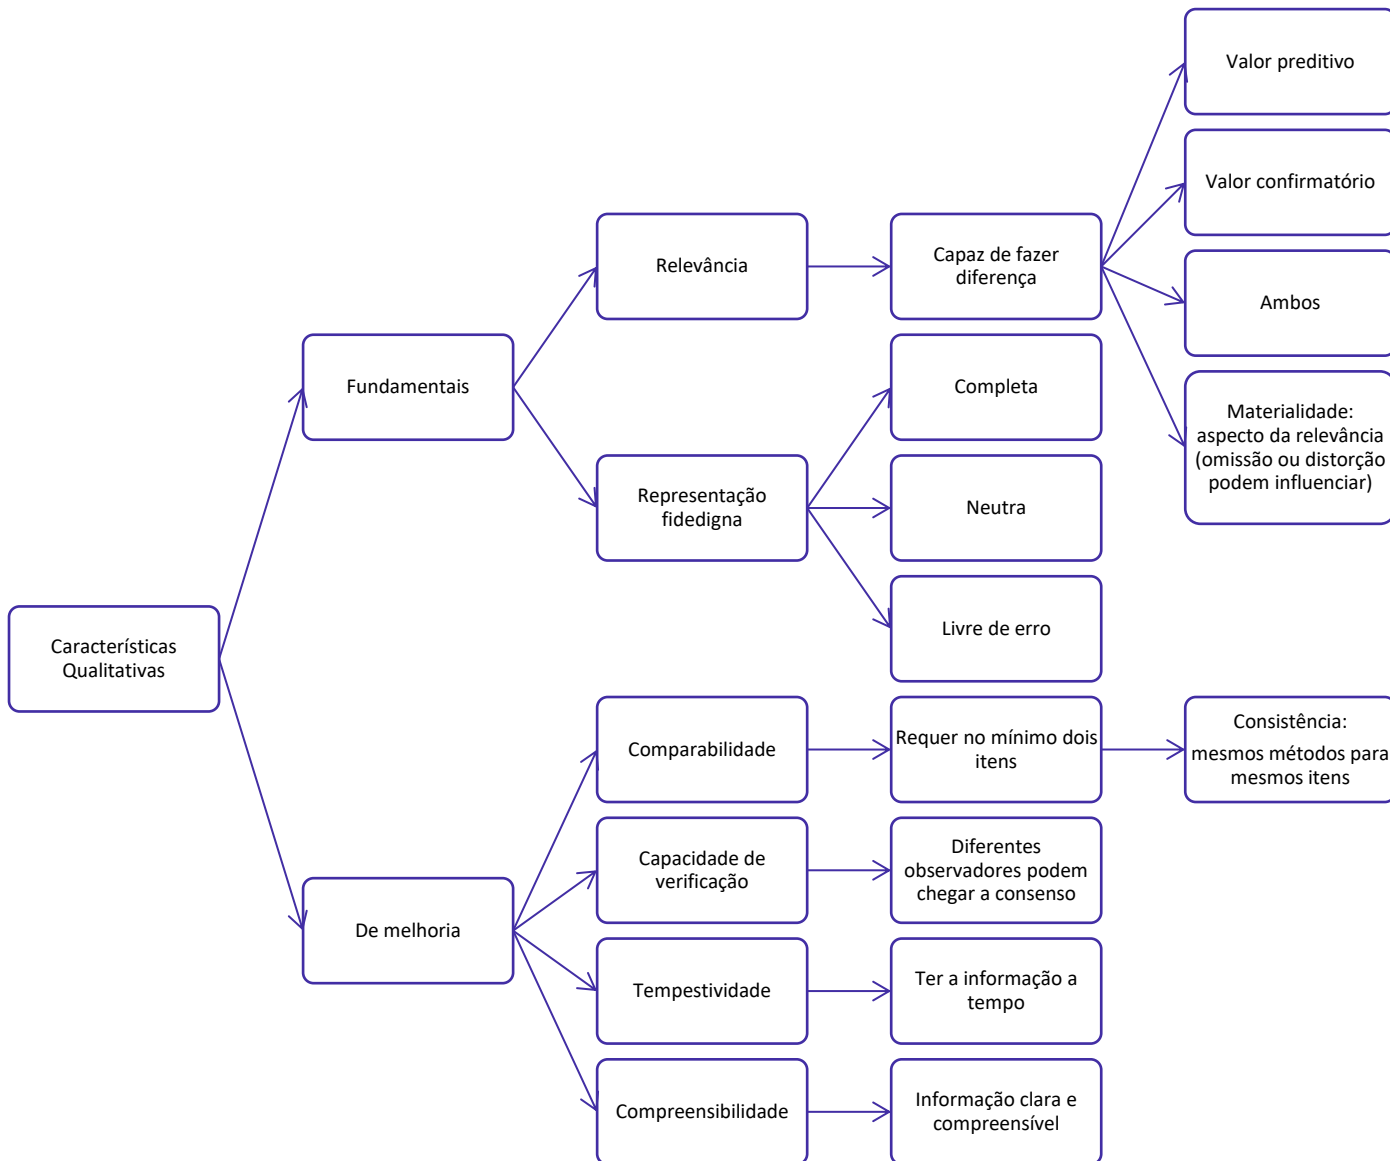 Valor preditivo
Valor confirmatório
Relevância
Capaz de fazer
diferença
Ambos
Fundamentais
Completa
Materialidade:
aspecto da relevância
(omissão ou distorção
podem influenciar)
Representação
fidedigna
Neutra
Livre de erro
Características
Qualitativas
Comparabilidade
Requer no mínimo dois
itens
Consistência:
mesmos métodos para
mesmos itens
Capacidade de
verificação
Diferentes
observadores podem
chegar a consenso
De melhoria
Tempestividade
Ter a informação a
tempo
Compreensibilidade
Informação clara e
compreensível